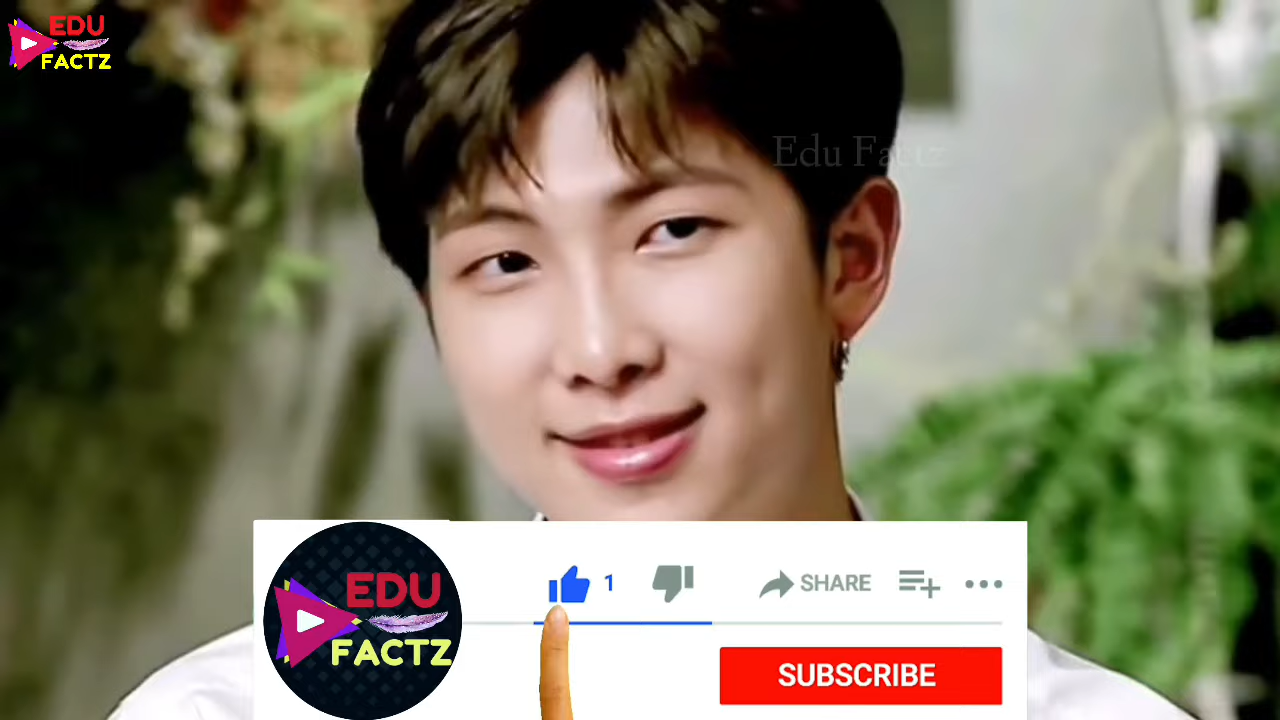 EDU
FACTZ
Edu Factz
1
SHARE
EDU
FACTZ
SUBSCRIBE